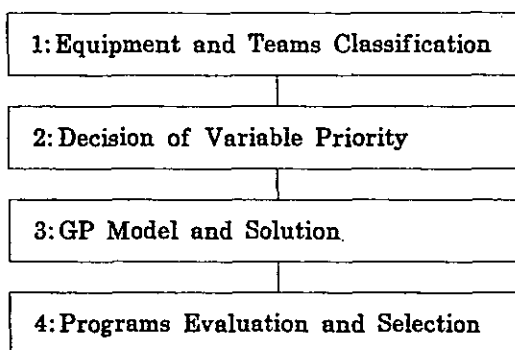 1:Equipment and Teams Classification
2:Decision of Variable Priority
3:GP Model and Solution
4:Programs Evaluation and Selection